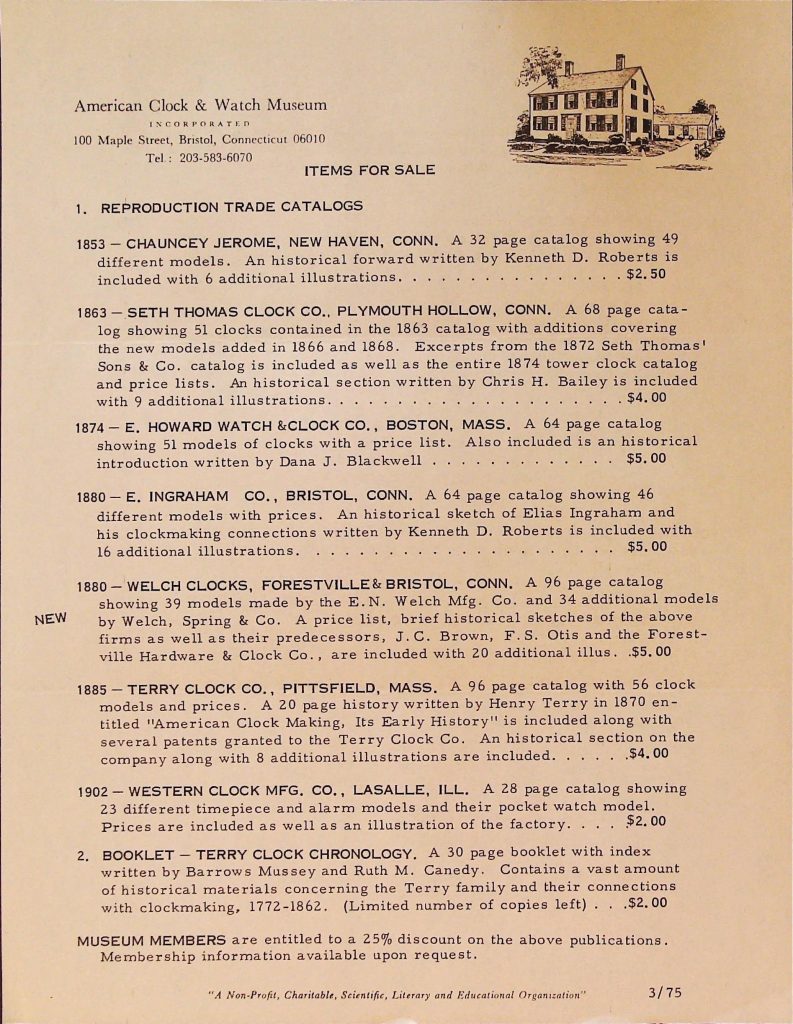 American Clock & Watch Museum
INCORPORATED
100 Maple Street, Bristol, Connecticut 06010
Tel.: 203-583-6070
ITEMS FOR SALE
1. REPRODUCTION TRADE CATALOGS
1853 — CHAUNCEY JEROME, NEW HAVEN, CONN. A 32 page catalog showing 49
different models. An historical forward written by Kenneth D. Roberts is
included with 6 additional illustrations. . . . . . . . . . . . . . . . . $2.50
1863 — SETH THOMAS CLOCK CO., PLYMOUTH HOLLOW, CONN. A 68 page cata-
log showing 51 clocks contained in the 1863 catalog with additions covering
the new models added in 1866 and 1868. Excerpts from the 1872 Seth Thomas'
Sons & Co. catalog is included as well as the entire 1874 tower clock catalog
and price lists. An historical section written by Chris H. Bailey is included
with 9 additional illustrations. . . . . . . . . . . . . . . . . . . . . $4.00
1874 — E. HOWARD WATCH &CLOCK CO., BOSTON, MASS. A 64 page catalog
showing 51 models of clocks with a price list. Also included is an historical
introduction written by Dana J. Blackwell . . . . . . . . . . . . . $5.00
1880 — E. INGRAHAM CO., BRISTOL, CONN. A 64 page catalog showing 46
different models with prices. An historical sketch of Elias Ingraham and
his clockmaking connections written by Kenneth D. Roberts is included with
16 additional illustrations. . . . . . . . . . . . . . . . . . . . . . $5.00
1880 — WELCH CLOCKS, FORESTVILLE & BRISTOL, CONN. A 96 page catalog
showing 39 models made by the E.N. Welch Mfg. Co. and 34 additional models
NEW by Welch, Spring & Co. A price list, brief historical sketches of the above
firms as well as their predecessors, J.C. Brown, F.S. Otis and the Forest-
ville Hardware & Clock Co., are included with 20 additional illus. .$5.00
1885 — TERRY CLOCK CO., PITTSFIELD, MASS. A 96 page catalog with 56 clock
models and prices. A 20 page history written by Henry Terry in 1870 en-
titled "American Clock Making, Its Early History" is included along with
several patents granted to the Terry Clock Co. An historical section on the
company along with 8 additional illustrations are included. . . . . .$4.00
1902 — WESTERN CLOCK MFG. CO., LASALLE, ILL. A 28 page catalog showing
23 different timepiece and alarm models and their pocket watch model.
Prices are included as well as an illustration of the factory. . . . .$2.00
2. BOOKLET — TERRY CLOCK CHRONOLOGY. A 30 page booklet with index
written by Barrows Mussey and Ruth M. Canedy. Contains a vast amount
of historical materials concerning the Terry family and their connections
with clockmaking, 1772-1862. (Limited number of copies left) . . .$2.00
MUSEUM MEMBERS are entitled to a 25% discount on the above publications.
Membership information available upon request.
"A Non-Profit, Charitable, Scientific, Literary and Educational Organization"
3/75